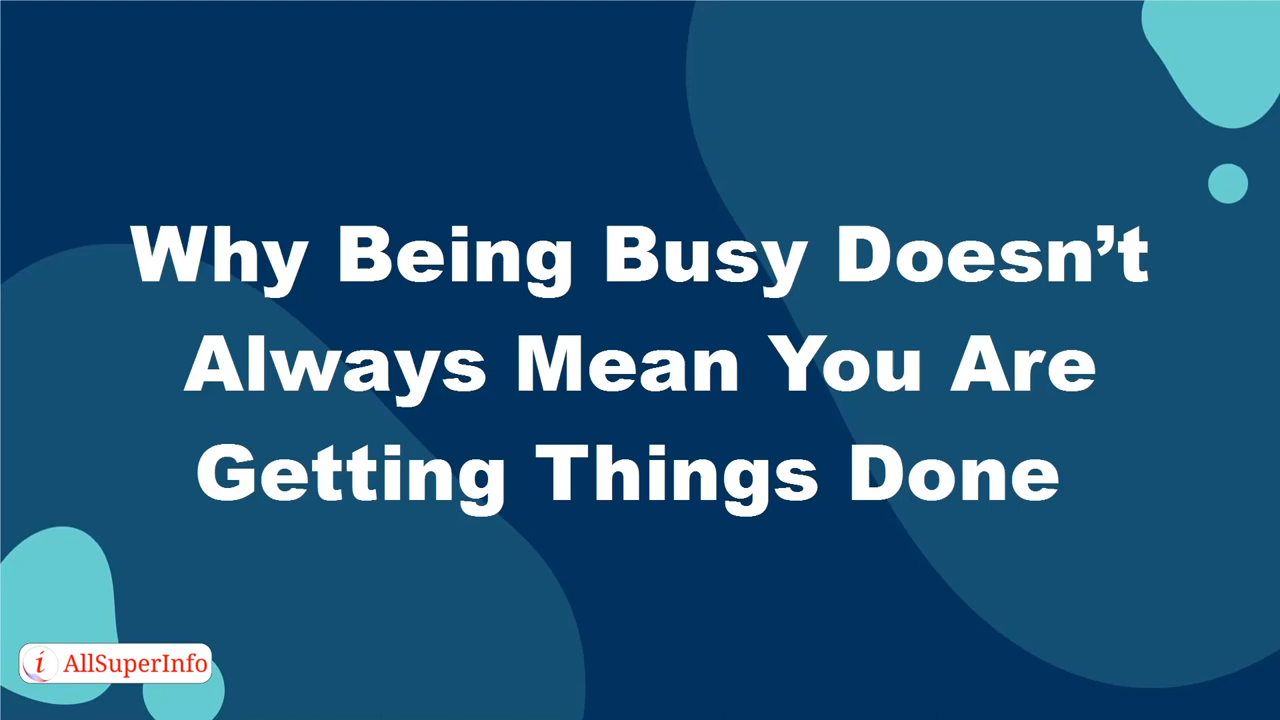 Why Being Busy Doesn’t
Always Mean You Are
Getting Things Done
i AllSuperInfo